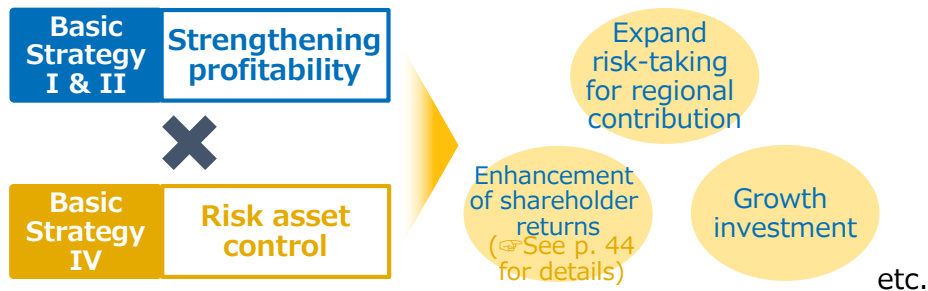 Basic
Strategy
I & II
Strengthening
profitability
Basic
Strategy
IV
Risk asset
control
Expand
risk-taking
for regional
contribution
Enhancement
of shareholder
returns
(☞See p. 44
for details)
Growth
investment
etc.